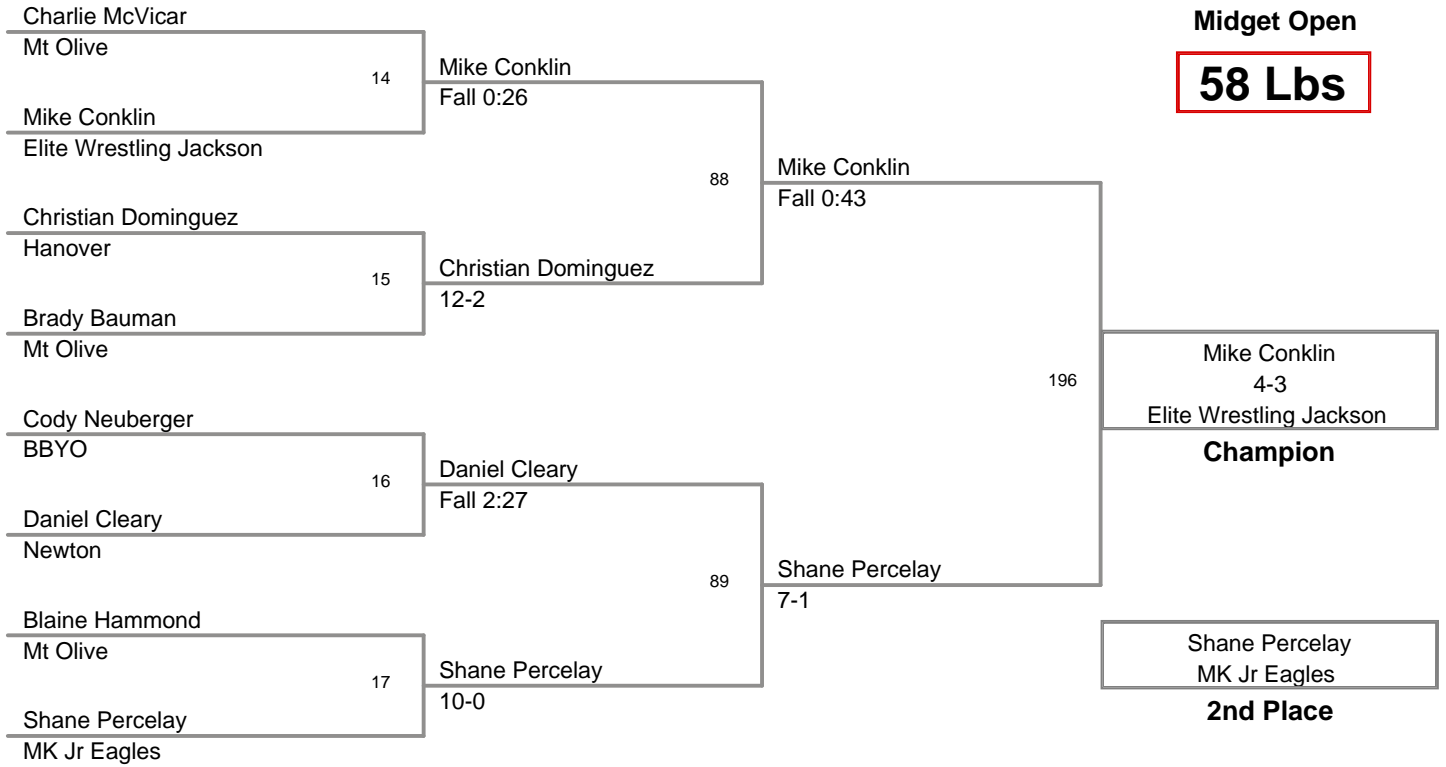 Charlie McVicar
Mt Olive
14
Mike Conklin
Elite Wrestling Jackson
Mike Conklin
Fall 0:26
Christian Dominguez
Hanover
15
Brady Bauman
Mt Olive
Christian Dominguez
12-2
88
Mike Conklin
Fall 0:43
Cody Neuberger
BBYO
16
Daniel Cleary
Newton
Daniel Cleary
Fall 2:27
Blaine Hammond
Mt Olive
17
Shane Percelay
MK Jr Eagles
Shane Percelay
10-0
89
Shane Percelay
7-1
196
Midget Open
58 Lbs
Mike Conklin
4-3
Elite Wrestling Jackson
Champion
Shane Percelay
MK Jr Eagles
2nd Place